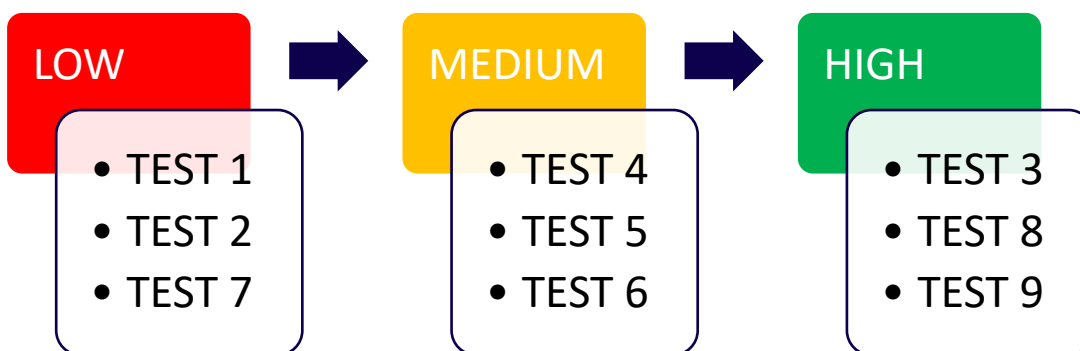 LOW
• TEST 1
• TEST 2
• TEST 7
MEDIUM
• TEST 4
• TEST 5
• TEST 6
HIGH
• TEST 3
• TEST 8
• TEST 9